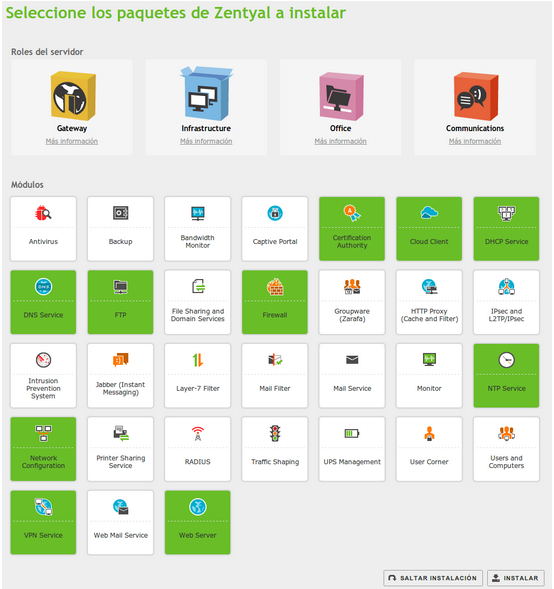 Seleccione los paquetes de Zentyal a instalar
Roles del servidor
Gateway
Más información
Infrastructure
Más información
Office
Más información
Communications
Más información
Módulos
Antivirus
Backup
Bandwidth
Monitor
Captive Portal
Certification
Authority
Cloud Client
DHCP Service
DNS
DNS Service
FTP
File Sharing and
Domain Services
Firewall
Groupware
(Zarafa)
HTTP Proxy
(Cache and Filter)
IPsec and
L2TP/IPsec
Intrusion
Prevention
System
Jabber (Instant
Messaging)
Layer-7 Filter
Mail Filter
Mail Service
Monitor
NTP Service
Network
Configuration
Printer Sharing
Service
RADIUS
Traffic Shaping
UPS Management
User Corner
Users and
Computers
VPN Service
Web Mail Service
Web Server
SALTAR INSTALACIÓN
INSTALAR